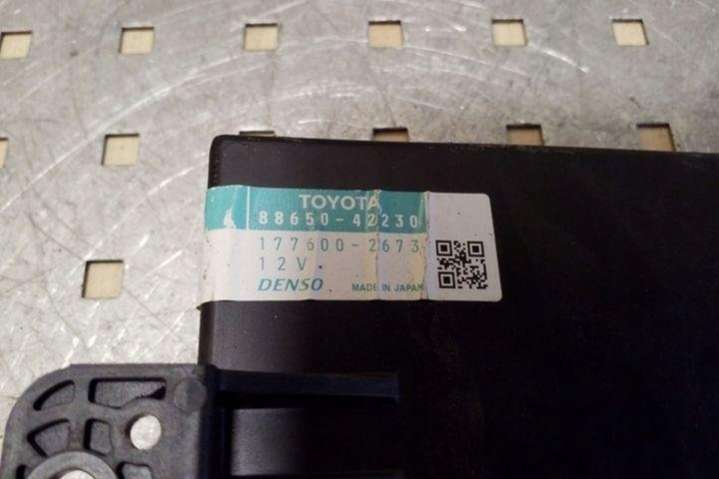 TOYOTA
88650-42230
177600-2673
12V.
DENSO MADE IN JAPAN